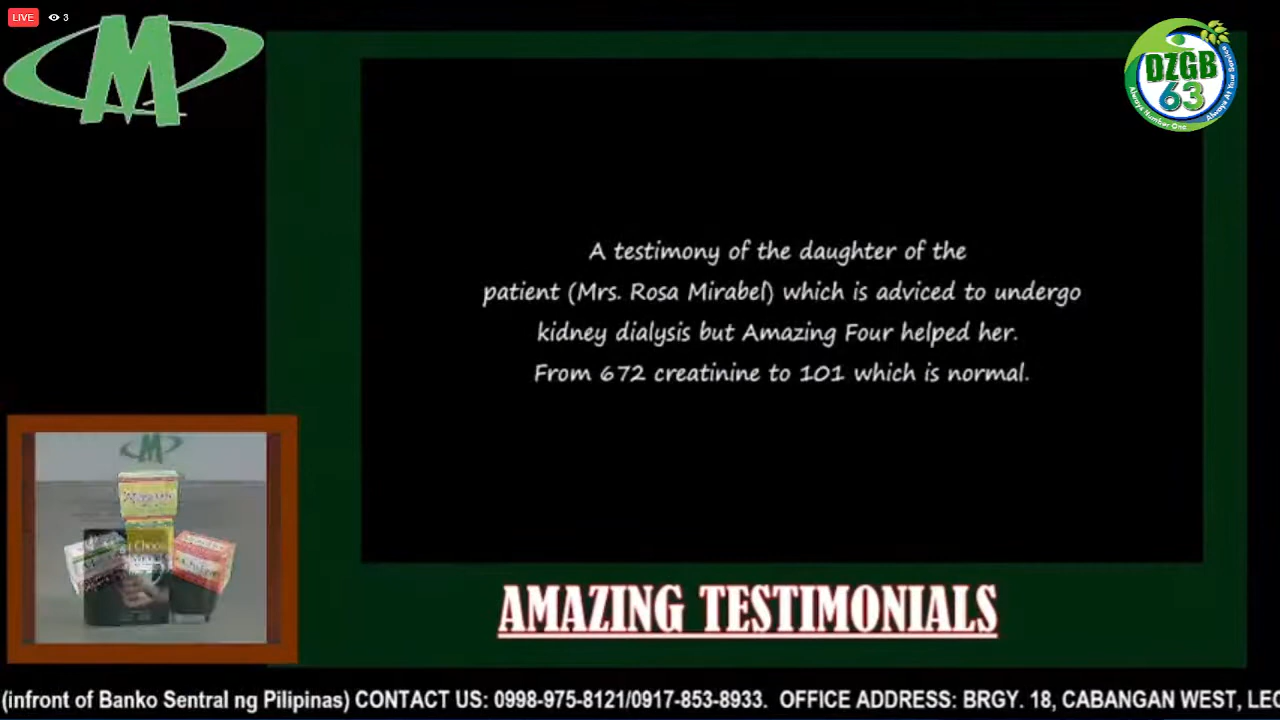 LIVE 3
M
DZGB
63
Always Number One.
Always At Your Service
A testimony of the daughter of the
patient (Mrs. Rosa Mirabel) which is adviced to undergo
kidney dialysis but Amazing Four helped her.
From 672 creatinine to 101 which is normal.
M
AMAZING TESTIMONIALS
(infront of Banko Sentral ng Pilipinas) CONTACT US: 0998-975-8121/0917-853-8933. OFFICE ADDRESS: BRGY. 18, CABANGAN WEST, LEG